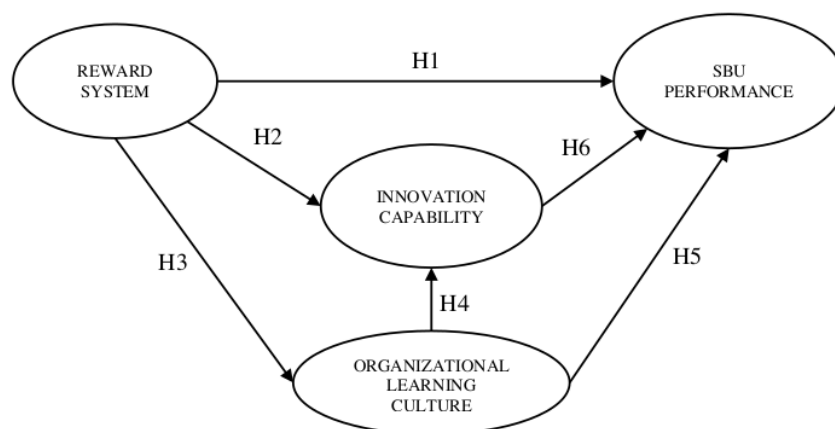 REWARD
SYSTEM
H1
SBU
PERFORMANCE
H2
H6
INNOVATION
CAPABILITY
H3
H5
H4
ORGANIZATIONAL
LEARNING
CULTURE